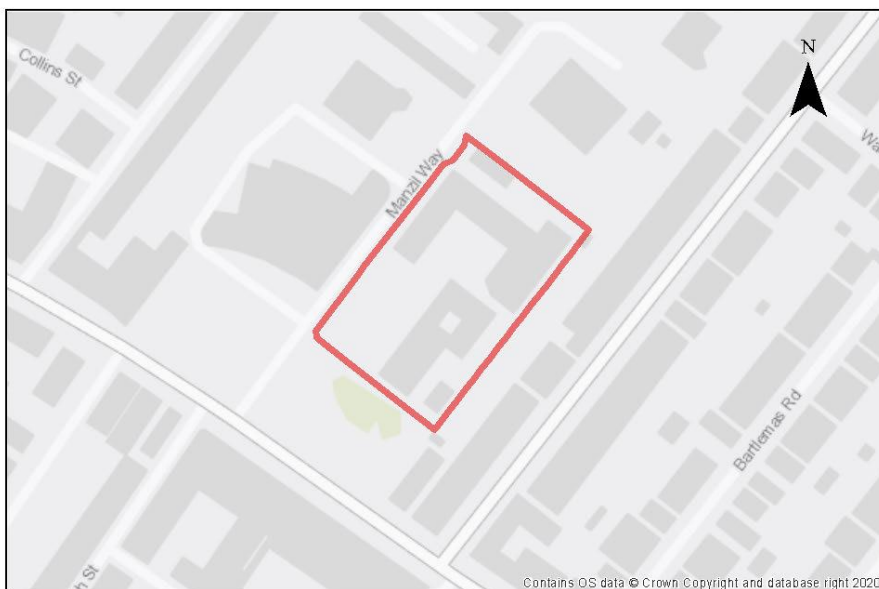 Collins St
N
Manzil Way
Bartlemas Rd
Contains OS data © Crown Copyright and database right 2020